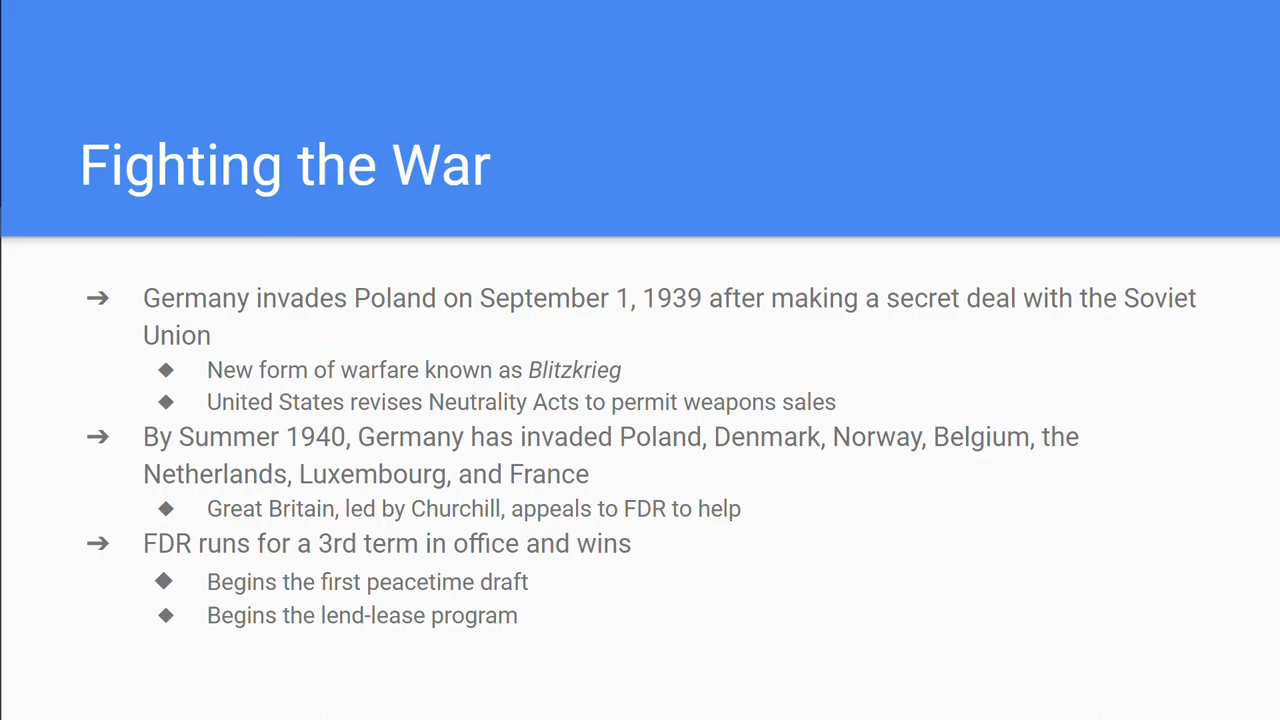 Fighting the War
➔ Germany invades Poland on September 1, 1939 after making a secret deal with the Soviet
Union
◆ New form of warfare known as Blitzkrieg
◆ United States revises Neutrality Acts to permit weapons sales
➔ By Summer 1940, Germany has invaded Poland, Denmark, Norway, Belgium, the
Netherlands, Luxembourg, and France
◆ Great Britain, led by Churchill, appeals to FDR to help
➔ FDR runs for a 3rd term in office and wins
◆ Begins the first peacetime draft
◆ Begins the lend-lease program